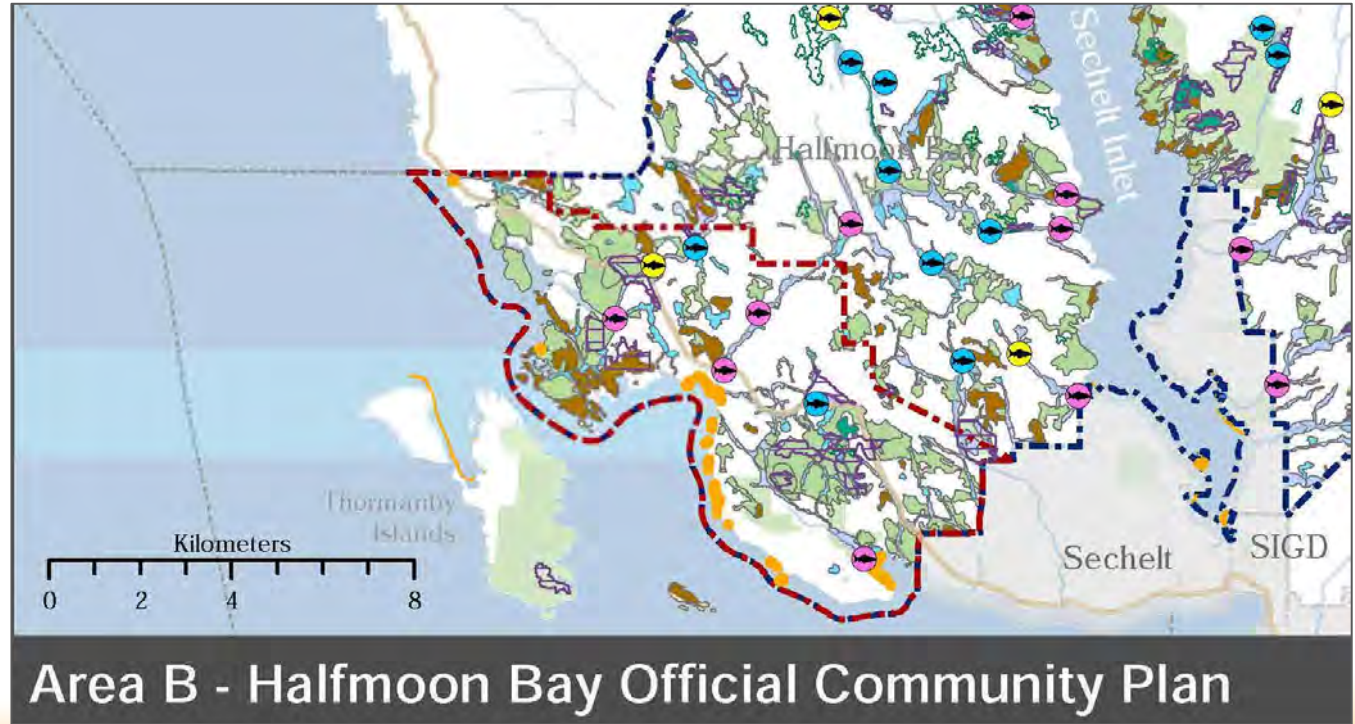 Sechelt Inlet
Halfmoon Bay
Thormanby
Islands
Kilometers
0 2 4 8
Sechelt
SIGD
Area B - Halfmoon Bay Official Community Plan